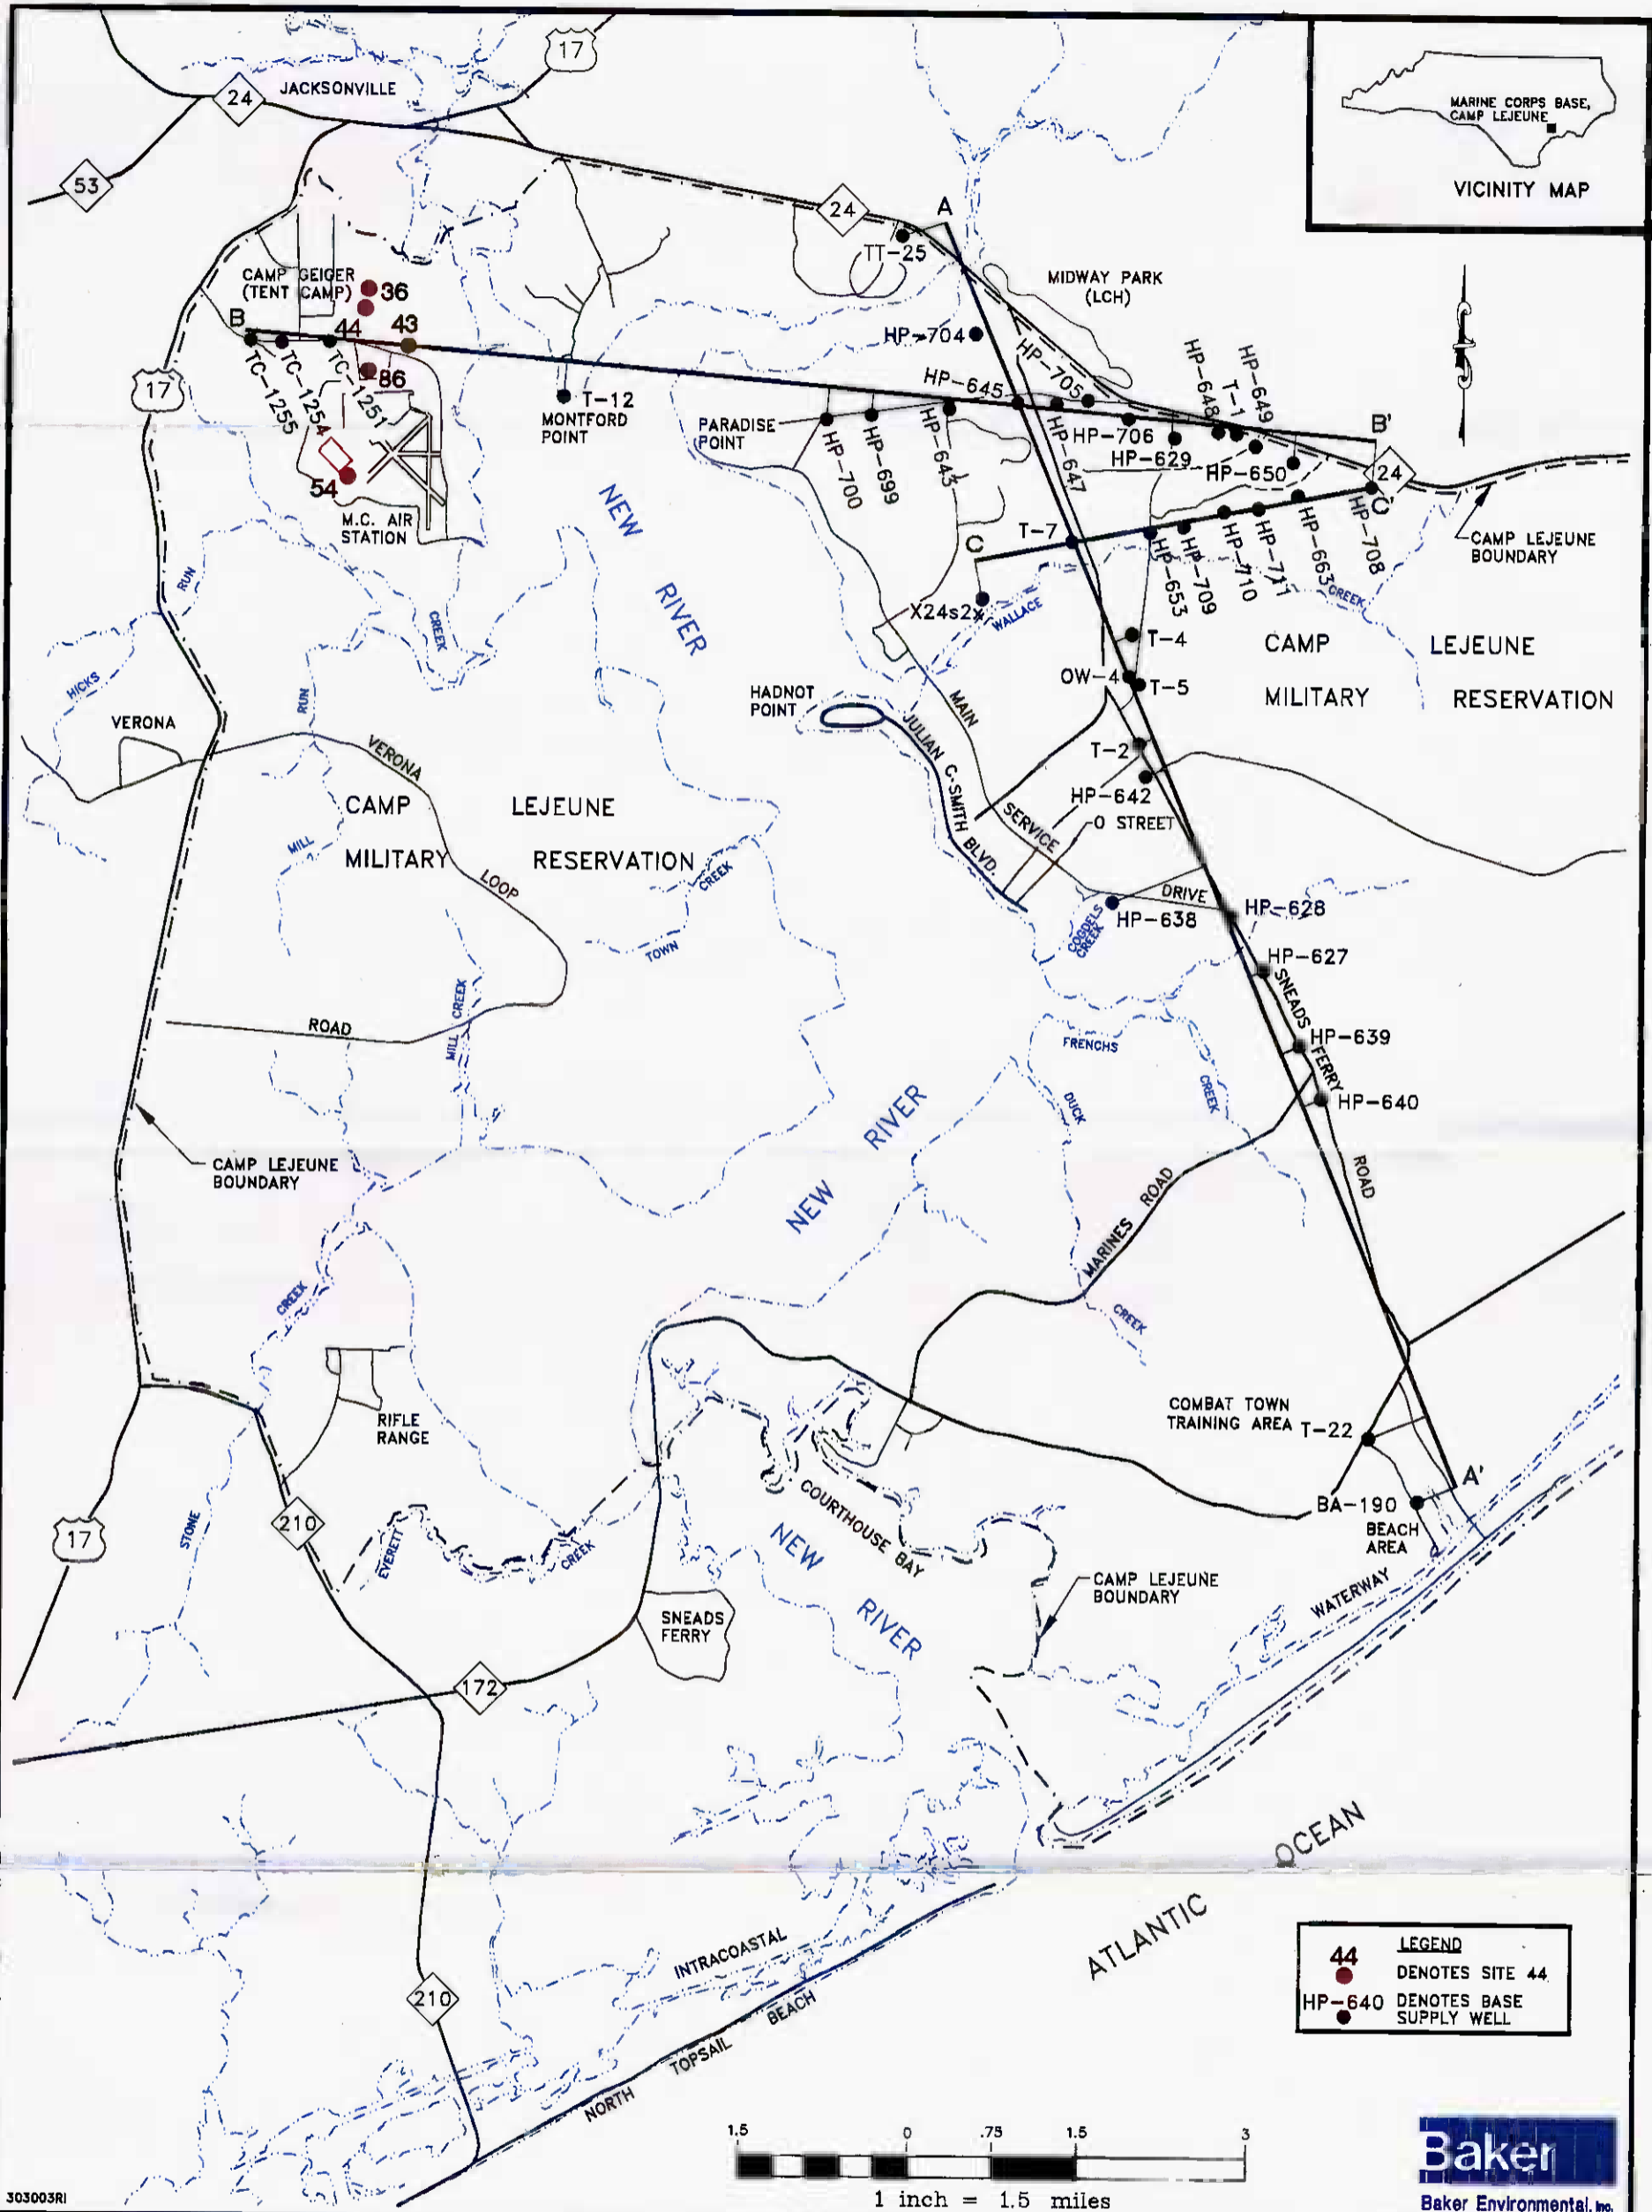 17
24
JACKSONVILLE
53
MARINE CORPS BASE,
CAMP LEJEUNE
VICINITY MAP
24
A
TT-25
MIDWAY PARK
(LCH)
CAMP GEIGER
(TENT CAMP)
36
B
44
43
86
TC-1255
TC-1254
TC-1251
17
T-12
MONTFORD
POINT
54
M.C. AIR
STATION
HP-704
HP-645
HP-705
HP-648
T-1
HP-649
B'
PARADISE
POINT
HP-700
HP-699
HP-643
HP-647
HP-706
HP-629
HP-650
24
C'
HP-708
CAMP LEJEUNE
BOUNDARY
T-7
C
HP-653
HP-709
HP-710
HP-711
HP-663
CREEK
X24s2x
WALLACE
NEW
RIVER
RUN
CREEK
HICKS
RUN
VERONA
VERONA
T-4
OW-4
T-5
CAMP LEJEUNE
MILITARY RESERVATION
HADNOT
POINT
MAIN
JULIAN C. SMITH BLVD.
T-2
HP-642
SERVICE
O STREET
DRIVE
CAMP LEJEUNE
MILITARY RESERVATION
MILL
LOOP
CREEK
TOWN
HP-638
COGDELS
CREEK
HP-628
HP-627
SNEADS
HP-639
FERRY
HP-640
ROAD
ROAD
MILL CREEK
FRENCHS
CREEK
DUCK
NEW RIVER
CAMP LEJEUNE
BOUNDARY
MARINES ROAD
CREEK
CREEK
RIFLE
RANGE
COMBAT TOWN
TRAINING AREA
T-22
A'
BA-190
BEACH
AREA
COURTHOUSE BAY
NEW
RIVER
17
210
STONE
EVERETT
CREEK
CAMP LEJEUNE
BOUNDARY
WATERWAY
SNEADS
FERRY
172
ATLANTIC OCEAN
INTRACOASTAL
210
NORTH TOPSAIL BEACH
LEGEND
44
DENOTES SITE 44
HP-640 DENOTES BASE
SUPPLY WELL
1.5 0 .75 1.5 3
1 inch = 1.5 miles
303003RI
Baker
Baker Environmental, Inc.